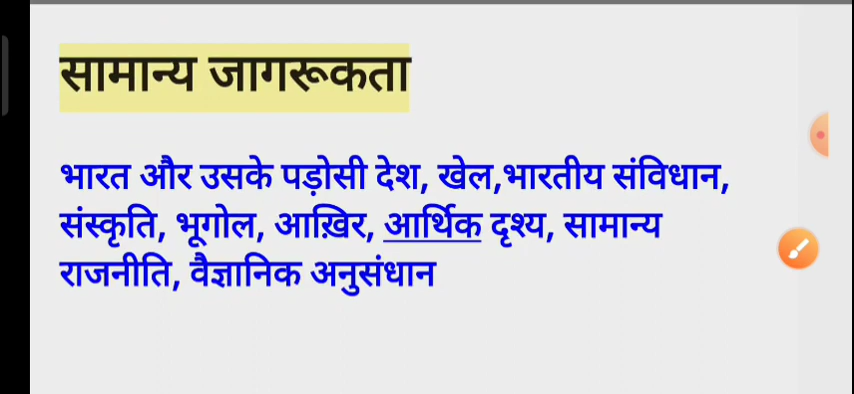 सामान्य जागरूकता
भारत और उसके पड़ोसी देश, खेल,भारतीय संविधान,
संस्कृति, भूगोल, आख़िर, आर्थिक दृश्य, सामान्य
राजनीति, वैज्ञानिक अनुसंधान